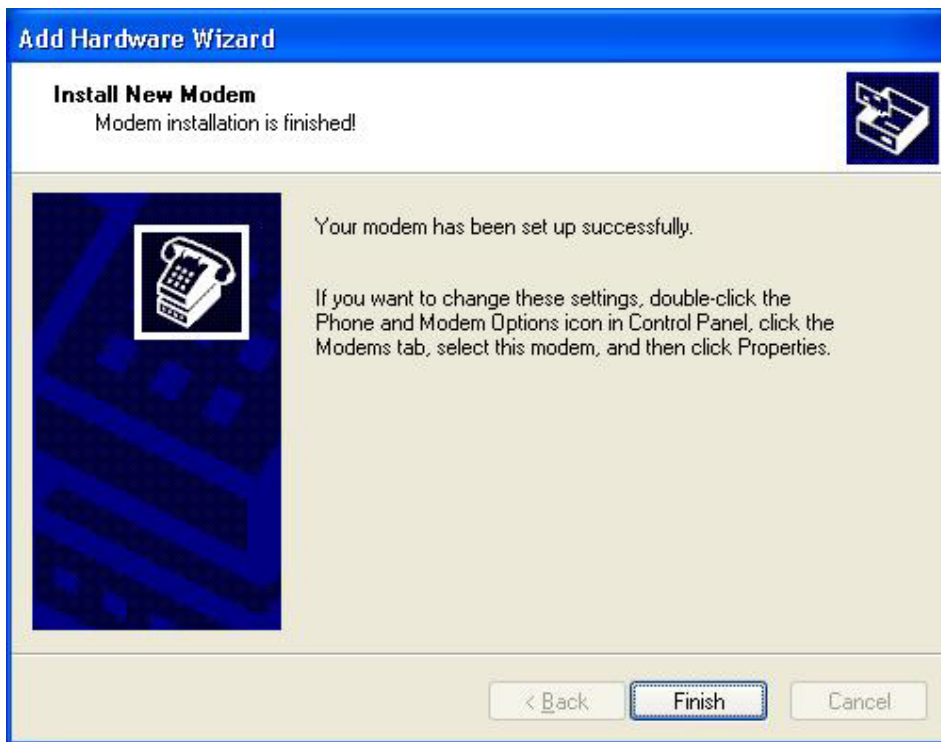 Add Hardware Wizard
Install New Modem
Modem installation is finished!
Your modem has been set up successfully.
If you want to change these settings, double-click the
Phone and Modem Options icon in Control Panel, click the
Modems tab, select this modem, and then click Properties.
< Back
Finish
Cancel